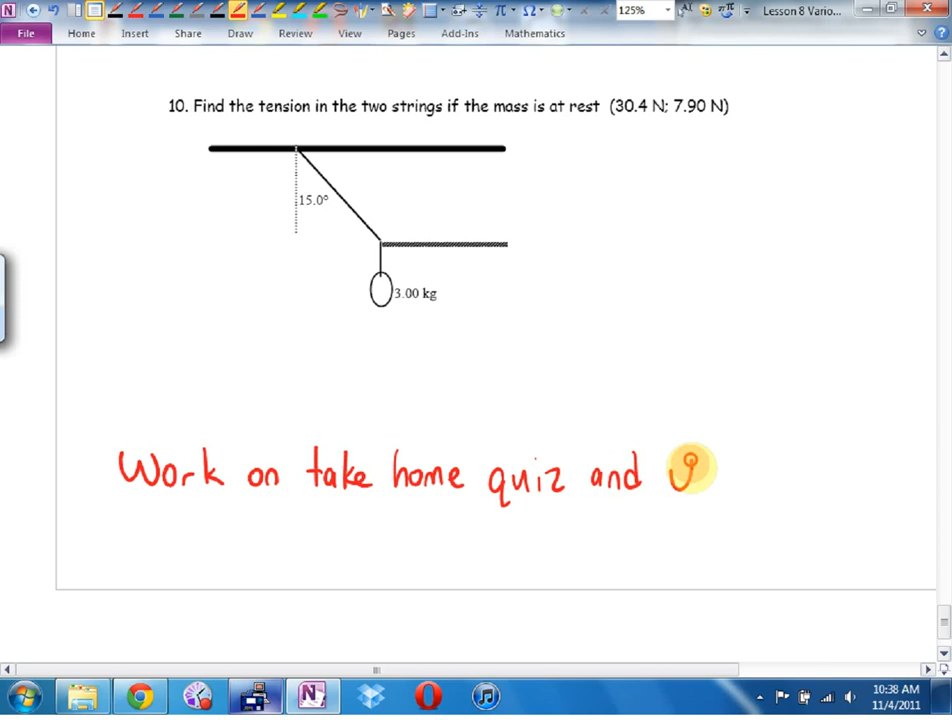 125%
Lesson 8 Vario...
File Home Insert Share Draw Review View Pages Add-Ins Mathematics
10. Find the tension in the two strings if the mass is at rest (30.4 N; 7.90 N)
15.0°
3.00 kg
Work on take home quiz and
10:38 AM
11/4/2011